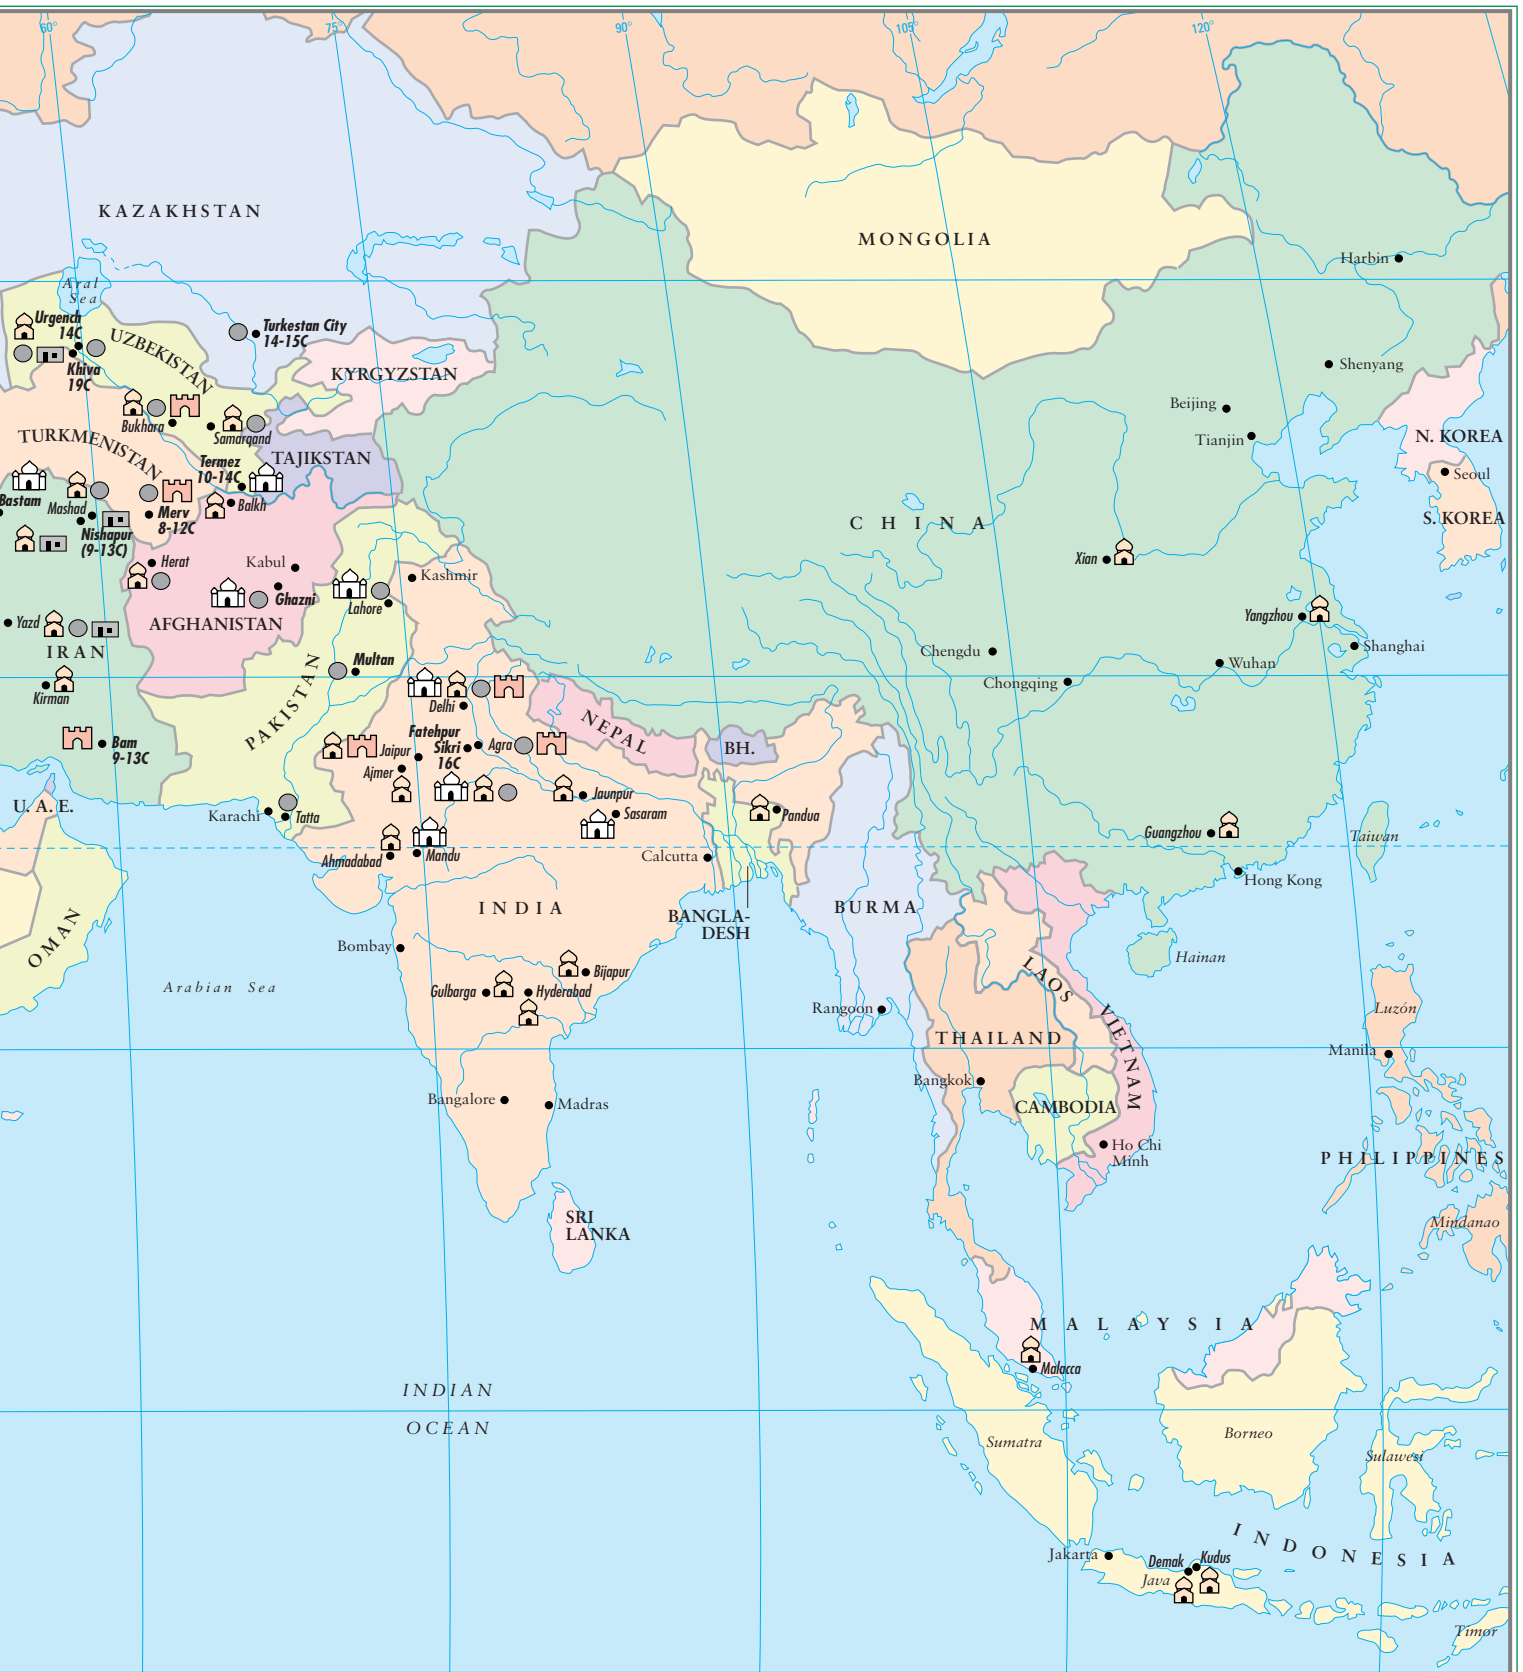 60°
75°
90°
105°
120°
KAZAKHSTAN
MONGOLIA
Harbin
Aral
Sea
Urgench
14C
Khiva
19C
UZBEKISTAN
Turkestan City
14-15C
KYRGYZSTAN
Shenyang
Beijing
Tianjin
N. KOREA
Seoul
S. KOREA
Bukhara
Samarqand
TURKMENISTAN
TAJIKSTAN
Termez
10-14C
Balkh
Bastam
Mashad
Nishapur
(9-13C)
Merv
8-12C
CHINA
Xian
Herat
Kabul
Ghazni
AFGHANISTAN
Kashmir
Lahore
Yazd
IRAN
Kirman
Multan
PAKISTAN
Yangzhou
Shanghai
Chengdu
Wuhan
Chongqing
Delhi
NEPAL
BH.
Bam
9-13C
Fatehpur
Sikri
16C
Agra
Jaipur
Ajmer
Jaunpur
Sasaram
Pandua
U. A. E.
Karachi
Tatta
Guangzhou
Taiwan
Ahmadabad
Mandu
Calcutta
Hong Kong
INDIA
BANGLA-
DESH
BURMA
OMAN
Bombay
Hainan
LAOS
Arabian Sea
Bijapur
Gulbarga
Hyderabad
Rangoon
VIETNAM
Luzón
THAILAND
Manila
Bangkok
Bangalore
Madras
CAMBODIA
Ho Chi
Minh
PHILIPPINES
SRI
LANKA
Mindanao
MALAYSIA
Malacca
INDIAN
OCEAN
Sumatra
Borneo
Sulawesi
INDONESIA
Jakarta
Demak
Kudus
Java
Timor